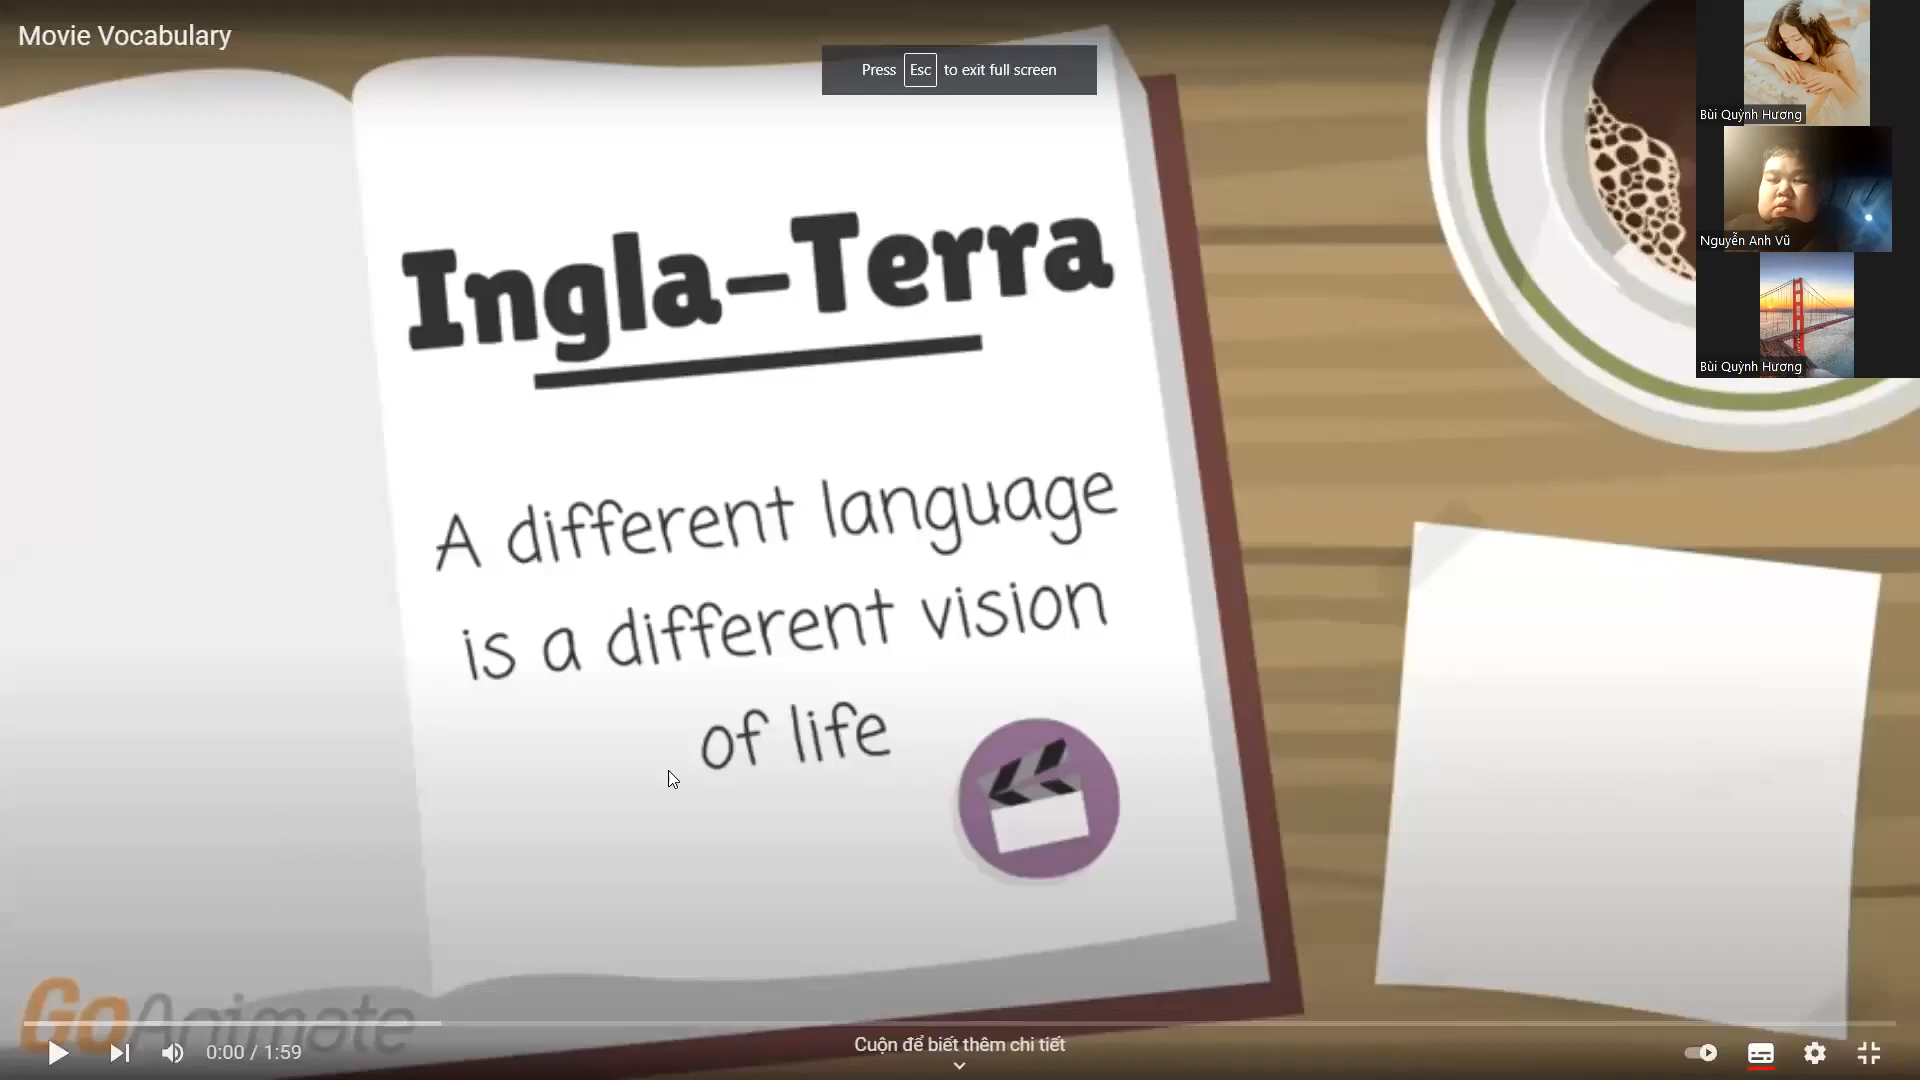 Movie Vocabulary
Press Esc to exit full screen
Bùi Quỳnh Hương
Nguyễn Anh Vũ
Bùi Quỳnh Hương
Ingla-Terra
A different language
is a different vision
of life
GoAnimate
0:00 / 1:59
Cuộn để biết thêm chi tiết